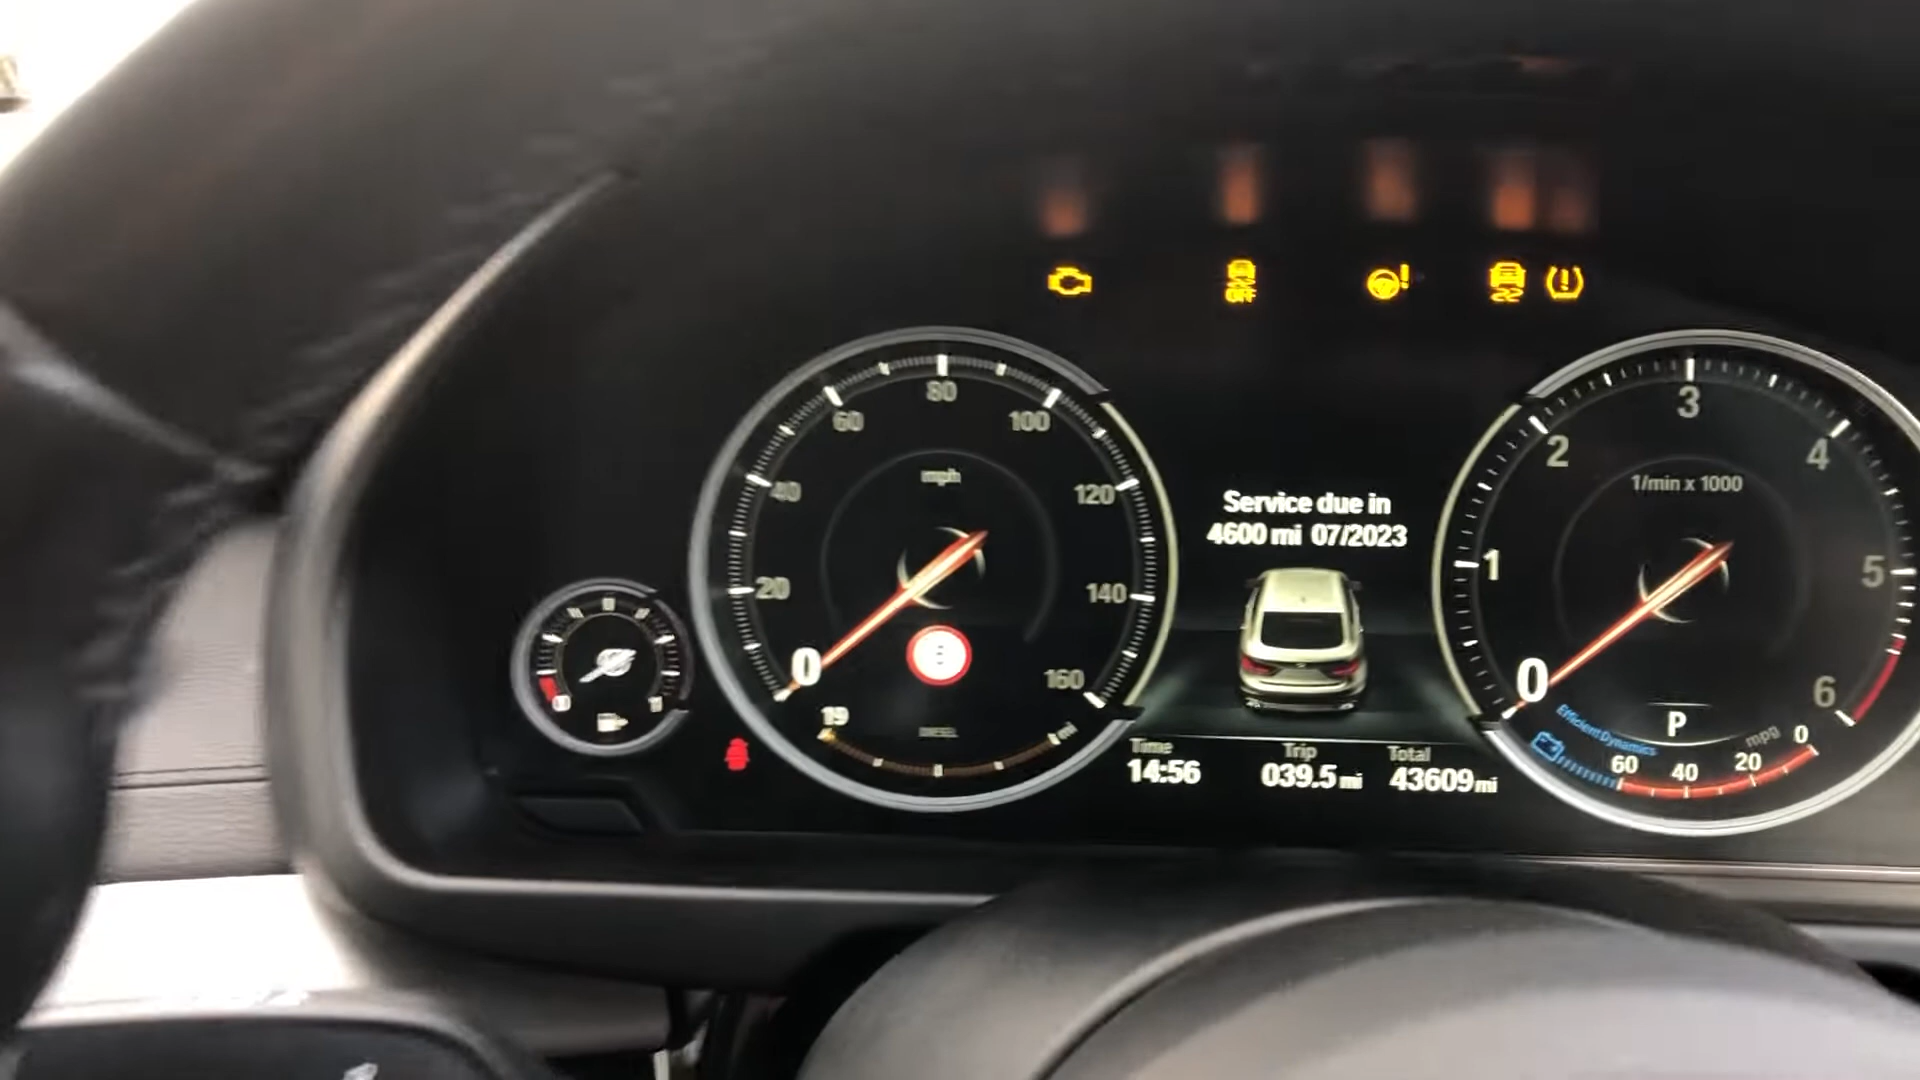 OFF
80
60
100
mph
40
120
20
140
0
160
19
DIESEL
mi
Service due in
4600 mi 07/2023
Time
14:56
Trip
039.5 mi
Total
43609 mi
3
2
4
1/min x 1000
1
5
0
6
P
EfficientDynamics
mpg
60
40
20
0